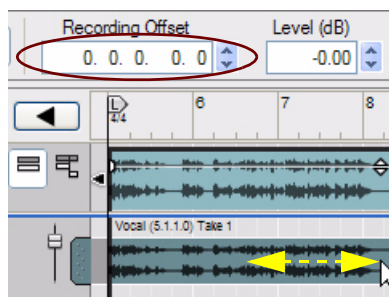 Recording Offset Level (dB)
0. 0. 0. 0. 0 -0.00
L 6 7 8
4/4
Vocal (5.1.1.0) Take 1